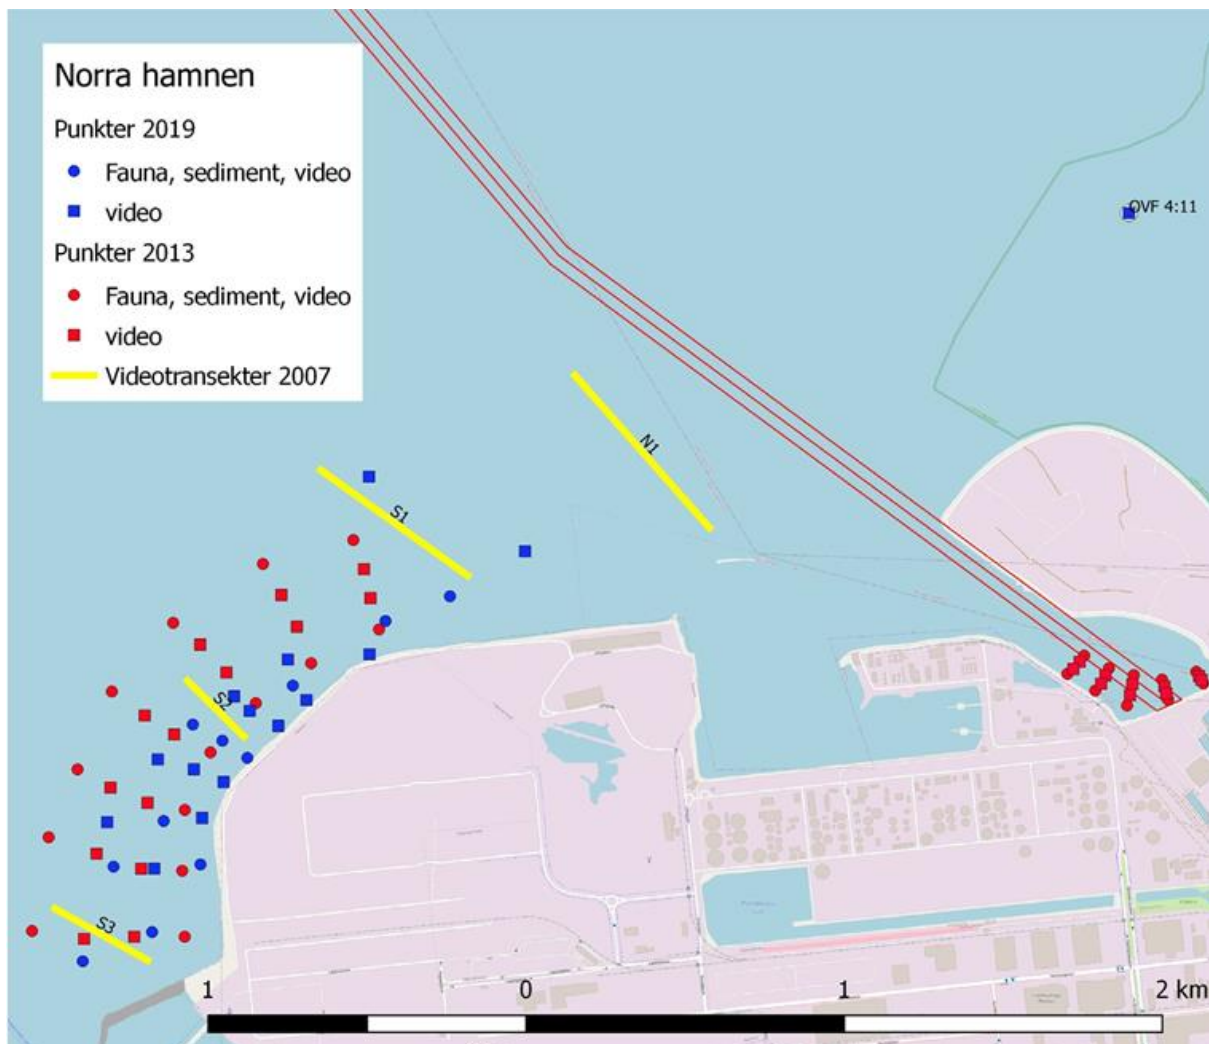 Norra hamnen
Punkter 2019
Fauna, sediment, video
video
Punkter 2013
Fauna, sediment, video
video
Videotransekter 2007
OVF 4:11
N1
S1
S2
S3
1 0 1 2 km